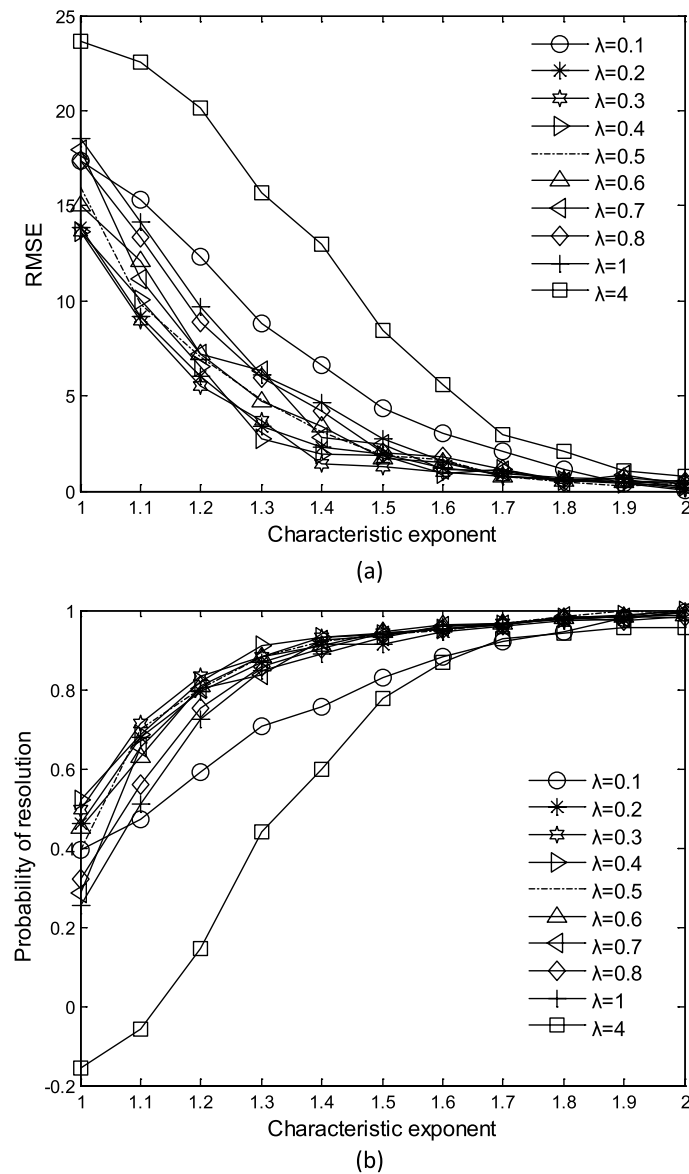 25
20
15
10
5
0
RMSE
λ=0.1
λ=0.2
λ=0.3
λ=0.4
λ=0.5
λ=0.6
λ=0.7
λ=0.8
λ=1
λ=4
1 1.1 1.2 1.3 1.4 1.5 1.6 1.7 1.8 1.9 2
Characteristic exponent
(a)
1
0.8
0.6
0.4
0.2
0
-0.2
Probability of resolution
λ=0.1
λ=0.2
λ=0.3
λ=0.4
λ=0.5
λ=0.6
λ=0.7
λ=0.8
λ=1
λ=4
1 1.1 1.2 1.3 1.4 1.5 1.6 1.7 1.8 1.9 2
Characteristic exponent
(b)